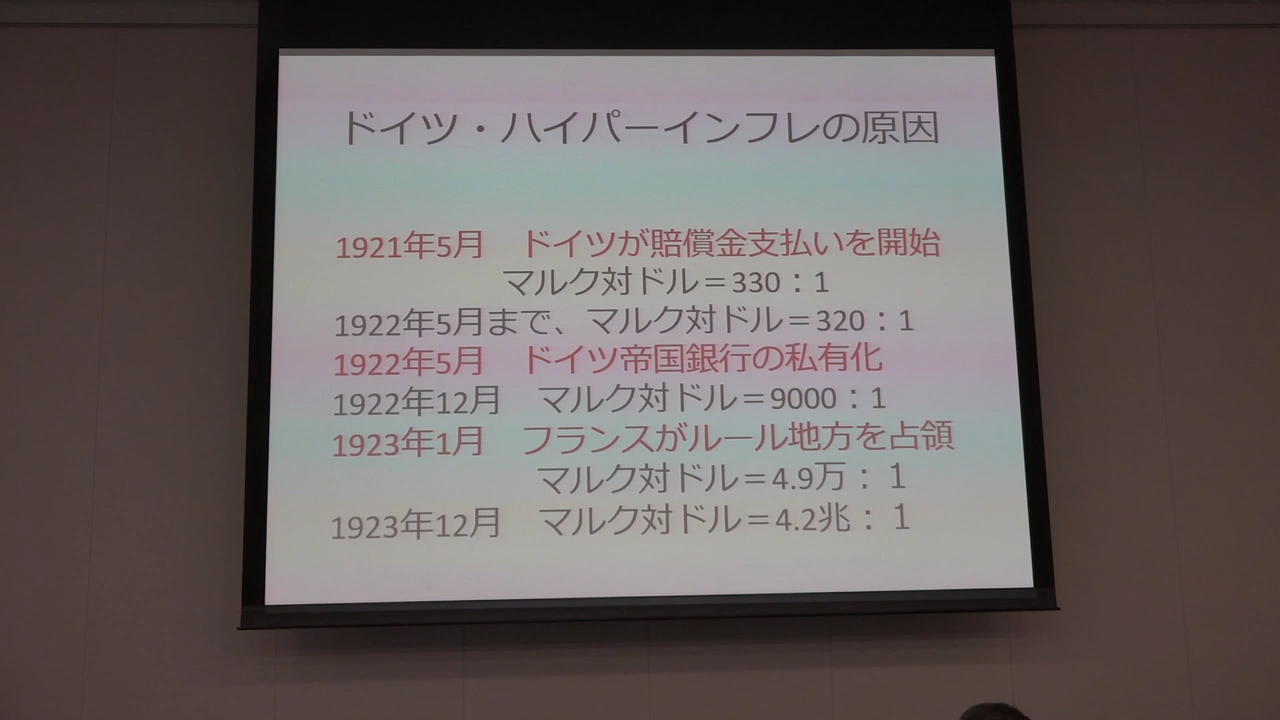 ドイツ・ハイパーインフレの原因
1921年5月　ドイツが賠償金支払いを開始
マルク対ドル＝330：1
1922年5月まで、マルク対ドル＝320：1
1922年5月　ドイツ帝国銀行の私有化
1922年12月　マルク対ドル＝9000：1
1923年1月　フランスがルール地方を占領
マルク対ドル＝4.9万：１
1923年12月　マルク対ドル＝4.2兆：１